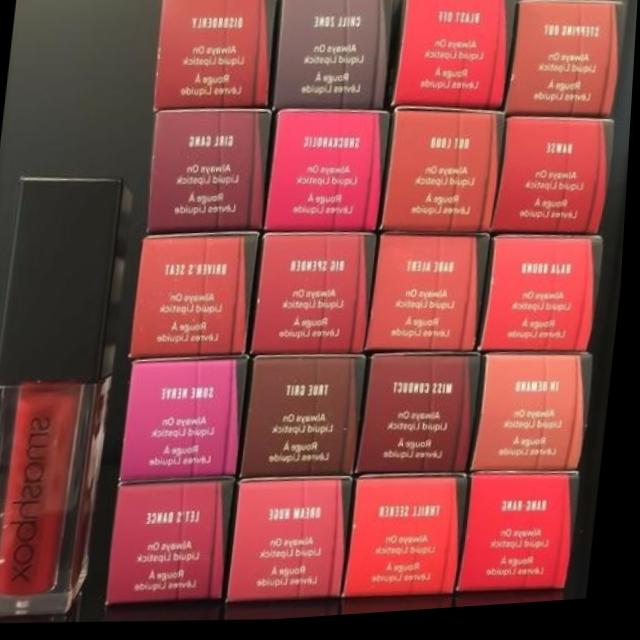 DISORDERLY
Always On
Liquid Lipstick
Rouge À
Lèvres Liquide
CHILL ZONE
Always On
Liquid Lipstick
Rouge À
Lèvres Liquide
BLAST OFF
Always On
Liquid Lipstick
Rouge À
Lèvres Liquide
STEPPING OUT
Always On
Liquid Lipstick
Rouge À
Lèvres Liquide
GIRL GANG
Always On
Liquid Lipstick
Rouge À
Lèvres Liquide
SHOCKAHOLIC
Always On
Liquid Lipstick
Rouge À
Lèvres Liquide
OUT LOUD
Always On
Liquid Lipstick
Rouge À
Lèvres Liquide
BAWSE
Always On
Liquid Lipstick
Rouge À
Lèvres Liquide
DRIVER'S SEAT
Always On
Liquid Lipstick
Rouge À
Lèvres Liquide
BIG SPENDER
Always On
Liquid Lipstick
Rouge À
Lèvres Liquide
BABE ALERT
Always On
Liquid Lipstick
Rouge À
Lèvres Liquide
BAJA BOUND
Always On
Liquid Lipstick
Rouge À
Lèvres Liquide
SOME NERVE
Always On
Liquid Lipstick
Rouge À
Lèvres Liquide
TRUE GRIT
Always On
Liquid Lipstick
Rouge À
Lèvres Liquide
MISS CONDUCT
Always On
Liquid Lipstick
Rouge À
Lèvres Liquide
IN DEMAND
Always On
Liquid Lipstick
Rouge À
Lèvres Liquide
LET'S DANCE
Always On
Liquid Lipstick
Rouge À
Lèvres Liquide
DREAM HUGE
Always On
Liquid Lipstick
Rouge À
Lèvres Liquide
THRILL SEEKER
Always On
Liquid Lipstick
Rouge À
Lèvres Liquide
BANG BANG
Always On
Liquid Lipstick
Rouge À
Lèvres Liquide
smashbox